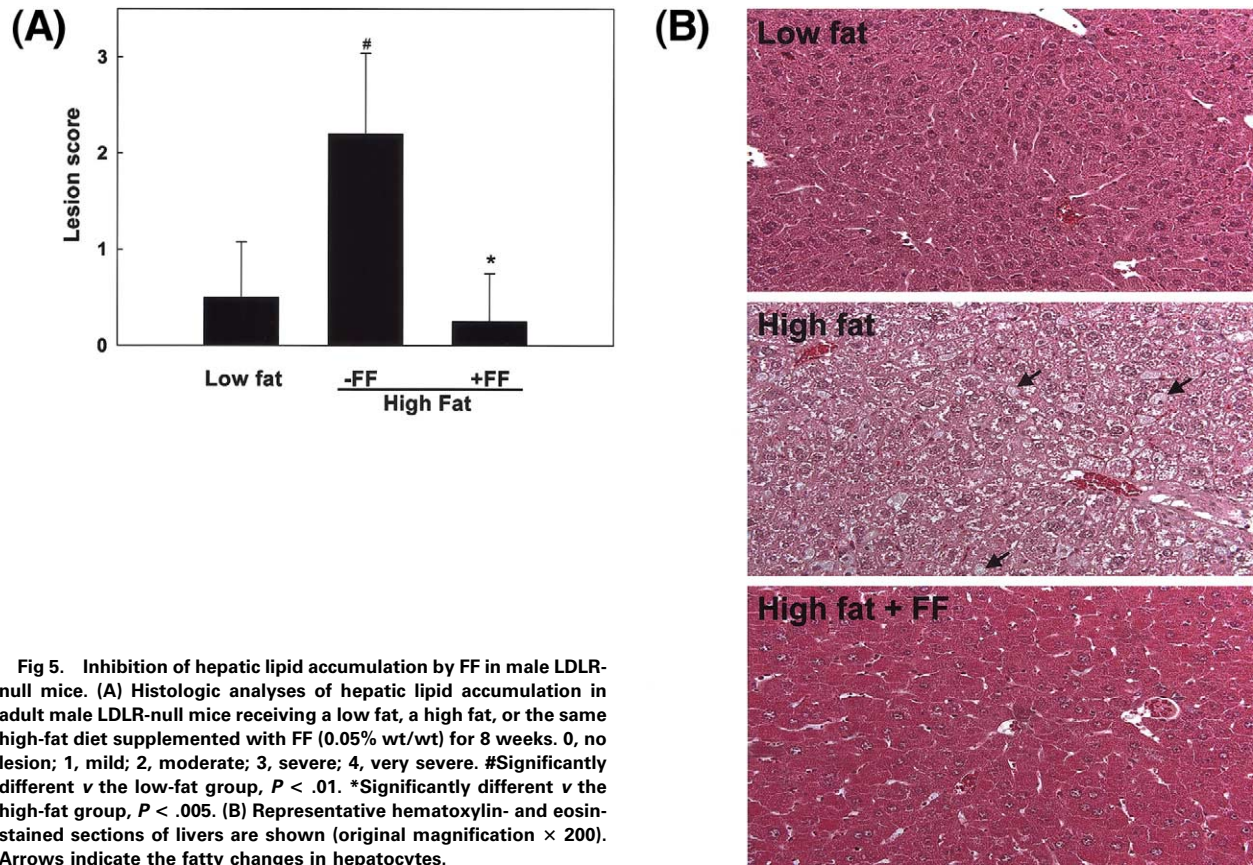 (A)
3
2
1
0
Lesion score
#
*
Low fat
-FF
+FF
High Fat
Fig 5. Inhibition of hepatic lipid accumulation by FF in male LDLR-
null mice. (A) Histologic analyses of hepatic lipid accumulation in
adult male LDLR-null mice receiving a low fat, a high fat, or the same
high-fat diet supplemented with FF (0.05% wt/wt) for 8 weeks. 0, no
lesion; 1, mild; 2, moderate; 3, severe; 4, very severe. #Significantly
different v the low-fat group, P < .01. *Significantly different v the
high-fat group, P < .005. (B) Representative hematoxylin- and eosin-
stained sections of livers are shown (original magnification × 200).
Arrows indicate the fatty changes in hepatocytes.
(B)
Low fat
High fat
High fat + FF